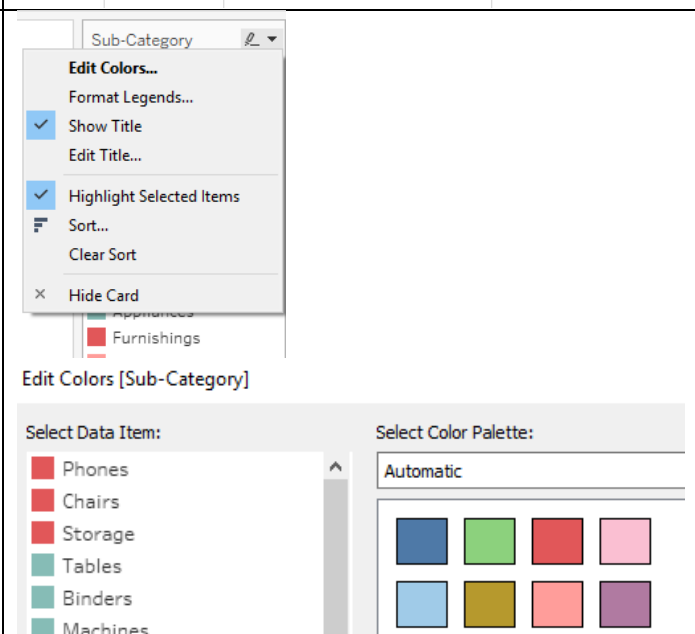 Sub-Category
Edit Colors...
Format Legends...
Show Title
Edit Title...
Highlight Selected Items
Sort...
Clear Sort
Hide Card
Appliances
Furnishings
Edit Colors [Sub-Category]
Select Data Item:
Select Color Palette:
Phones
Automatic
Chairs
Storage
Tables
Binders
Machines